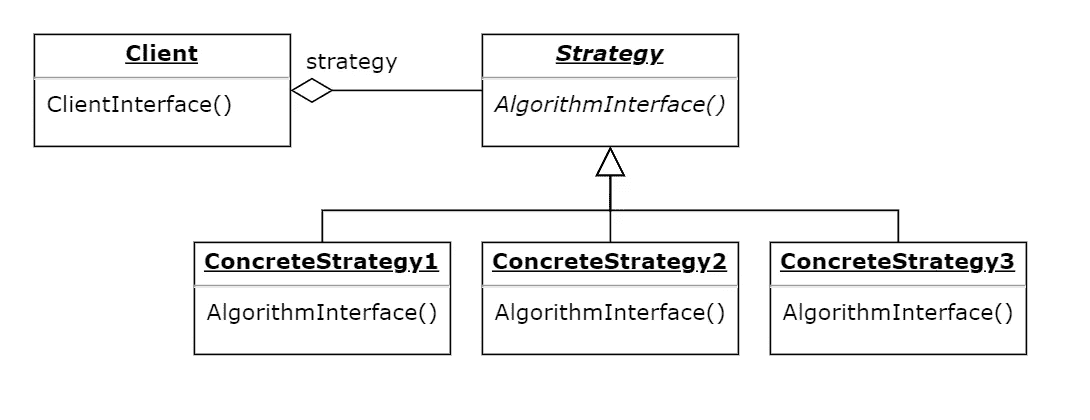 Client
strategy
Strategy
ClientInterface()
AlgorithmInterface()
ConcreteStrategy1
ConcreteStrategy2
ConcreteStrategy3
AlgorithmInterface()
AlgorithmInterface()
AlgorithmInterface()